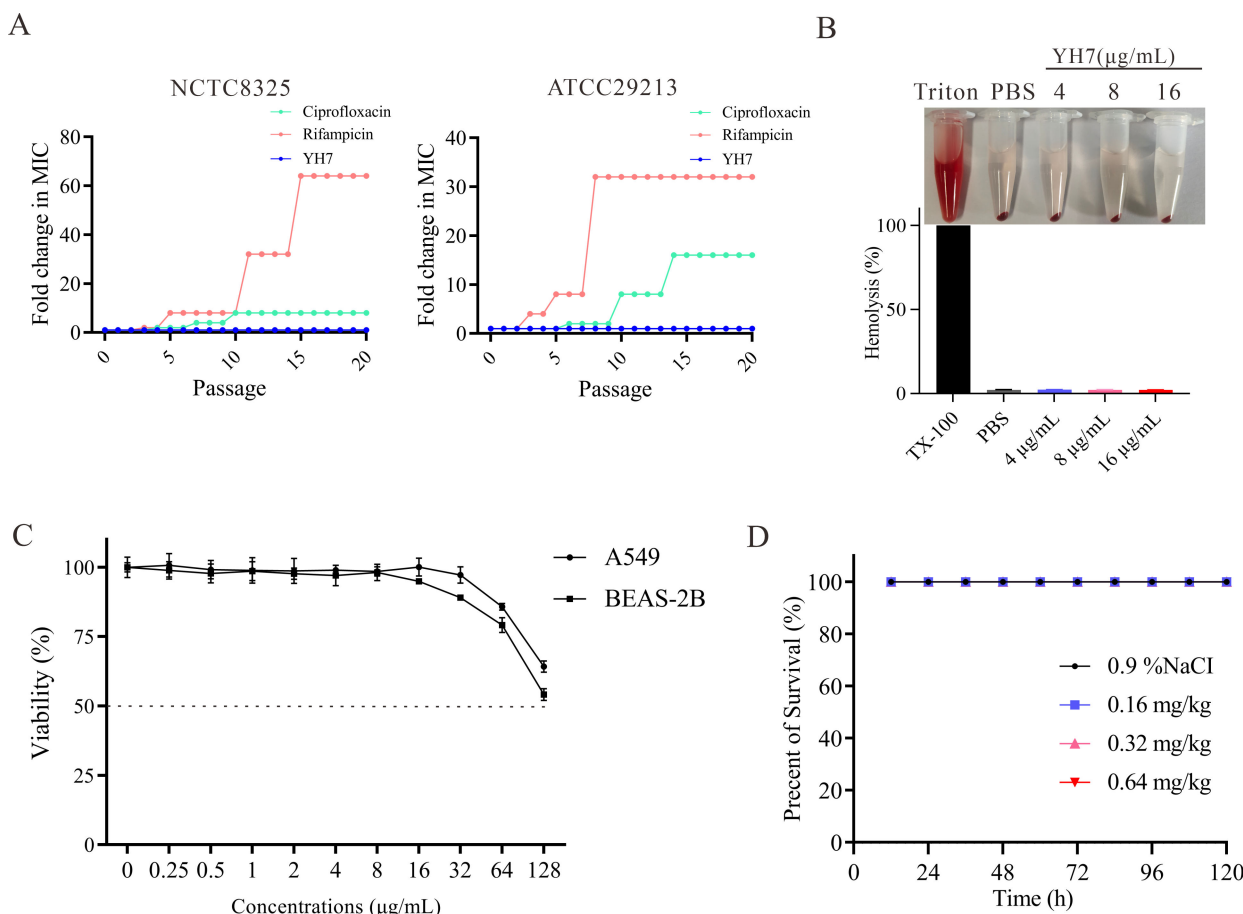 A
NCTC8325
Ciprofloxacin
Rifampicin
YH7
Fold change in MIC
80
60
40
20
0
0 5 10 15 20
Passage
ATCC29213
Ciprofloxacin
Rifampicin
YH7
Fold change in MIC
40
30
20
10
0
0 5 10 15 20
Passage
B
YH7(μg/mL)
Triton PBS 4 8 16
Hemolysis (%)
100
50
0
TX-100
PBS
4 μg/mL
8 μg/mL
16 μg/mL
C
A549
BEAS-2B
Viability (%)
100
75
50
25
0
0 0.25 0.5 1 2 4 8 16 32 64 128
Concentrations (μg/mL)
D
Precent of Survival (%)
100
80
60
40
20
0
0.9 %NaCI
0.16 mg/kg
0.32 mg/kg
0.64 mg/kg
0 24 48 72 96 120
Time (h)